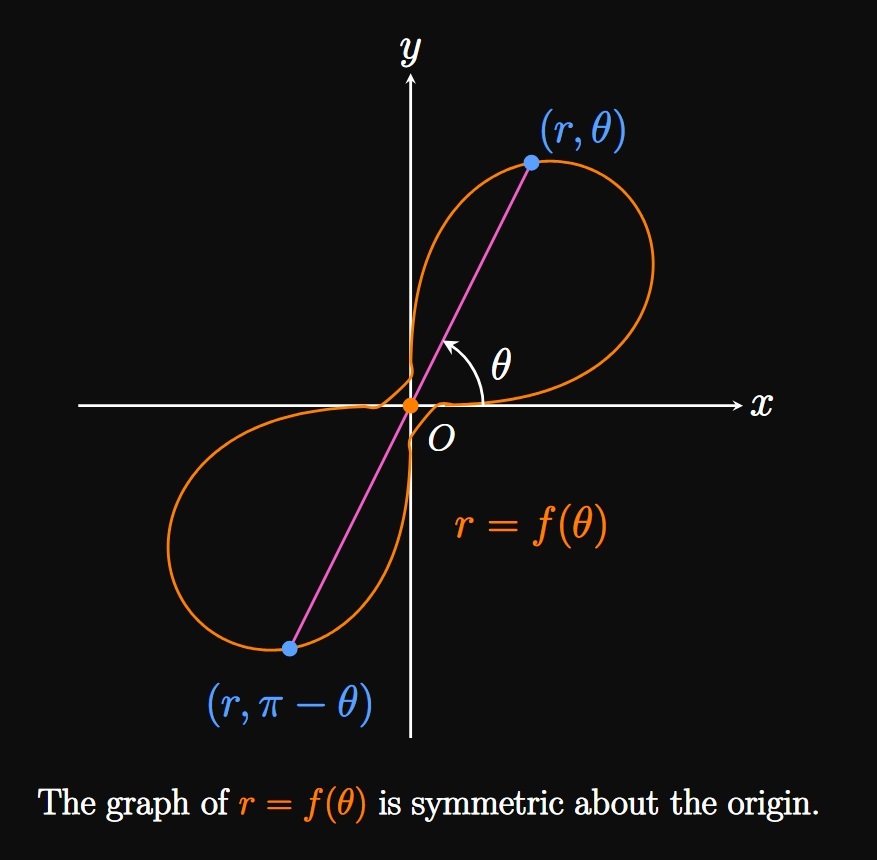 y
(r, θ)
θ
x
O
r = f(θ)
(r, π − θ)
The graph of r = f(θ) is symmetric about the origin.